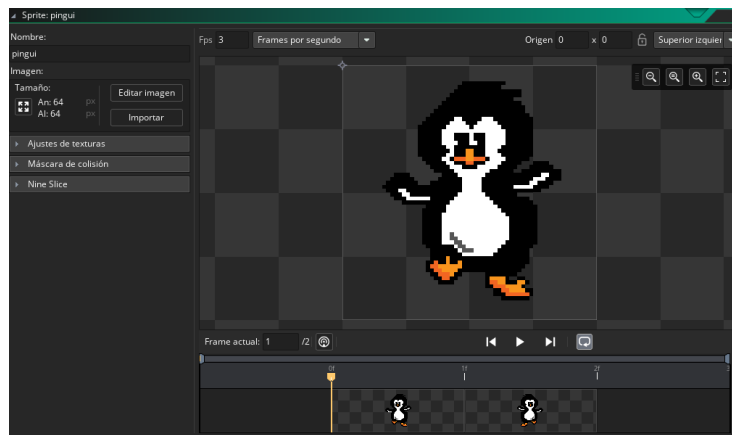 Sprite: pingui
Nombre:
pingui
Imagen:
Tamaño:
An: 64 px
Al: 64 px
Editar imagen
Importar
Ajustes de texturas
Máscara de colisión
Nine Slice
Fps 3 Frames por segundo Origen 0 x 0 Superior izquier
Frame actual: 1 /2
0f 1f 2f 3